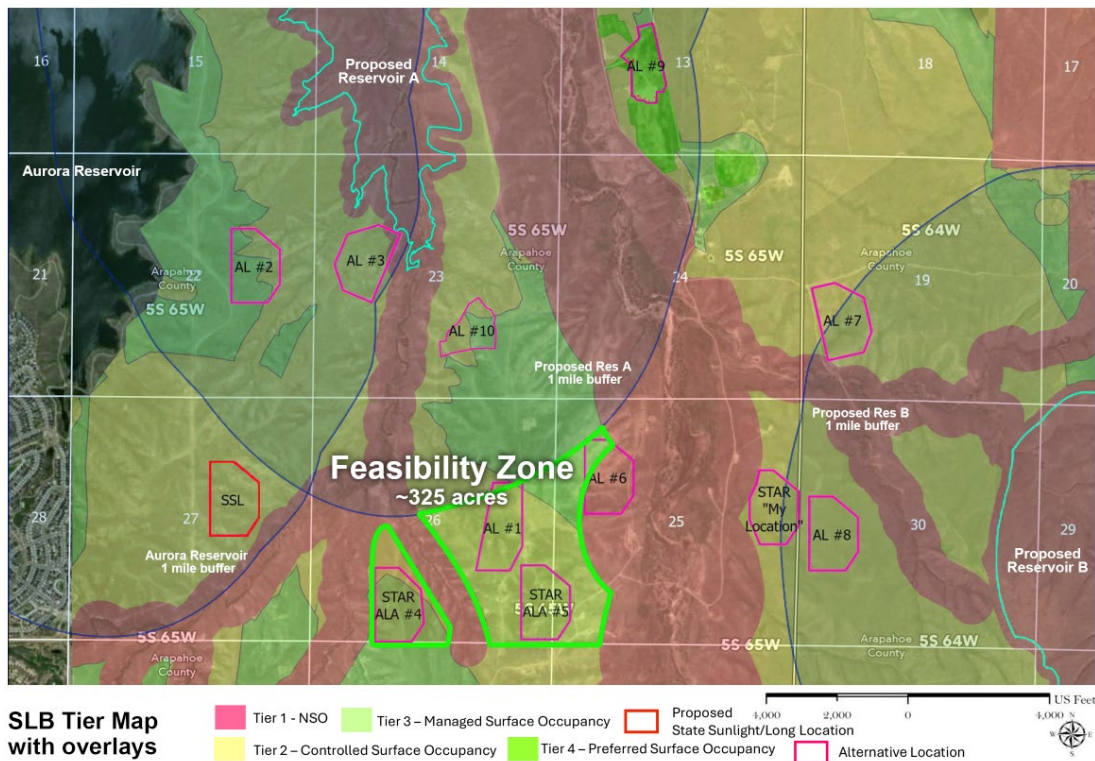 16
15
Proposed
Reservoir A
14
AL #9
13
18
17
Aurora Reservoir
5S 65W
5S 64W
Arapahoe
County
5S 65W
Arapahoe
County
21
Arapahoe
County
22
AL #2
AL #3
23
24
19
20
5S 65W
AL #10
AL #7
Proposed Res A
1 mile buffer
Proposed Res B
1 mile buffer
Feasibility Zone
~325 acres
28
27
SSL
26
AL #1
AL #6
25
STAR
"My
Location"
AL #8
30
29
Aurora Reservoir
1 mile buffer
Proposed
Reservoir B
STAR
ALA #4
STAR
ALA #5
5S 65W
5S 65W
Arapahoe
County
5S 65W
Arapahoe
County
5S 64W
SLB Tier Map
with overlays
Tier 1 - NSO
Tier 3 – Managed Surface Occupancy
Proposed
State Sunlight/Long Location
Tier 2 – Controlled Surface Occupancy
Tier 4 – Preferred Surface Occupancy
Alternative Location
US Feet
4,000
2,000
0
4,000
N
W
E
S